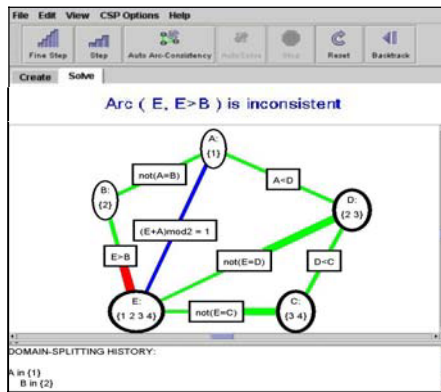 File Edit View CSP Options Help
Fine Step Step Auto Arc-Consistency AutoSolve Stop Reset Backtrack
Create Solve
Arc ( E, E>B ) is inconsistent
A:
{1}
not(A=B)
A<D
B:
{2}
D:
{2 3}
(E+A)mod2 = 1
E>B
not(E=D)
D<C
E:
{1 2 3 4}
not(E=C)
C:
{3 4}
DOMAIN-SPLITTING HISTORY:
A in {1}
B in {2}